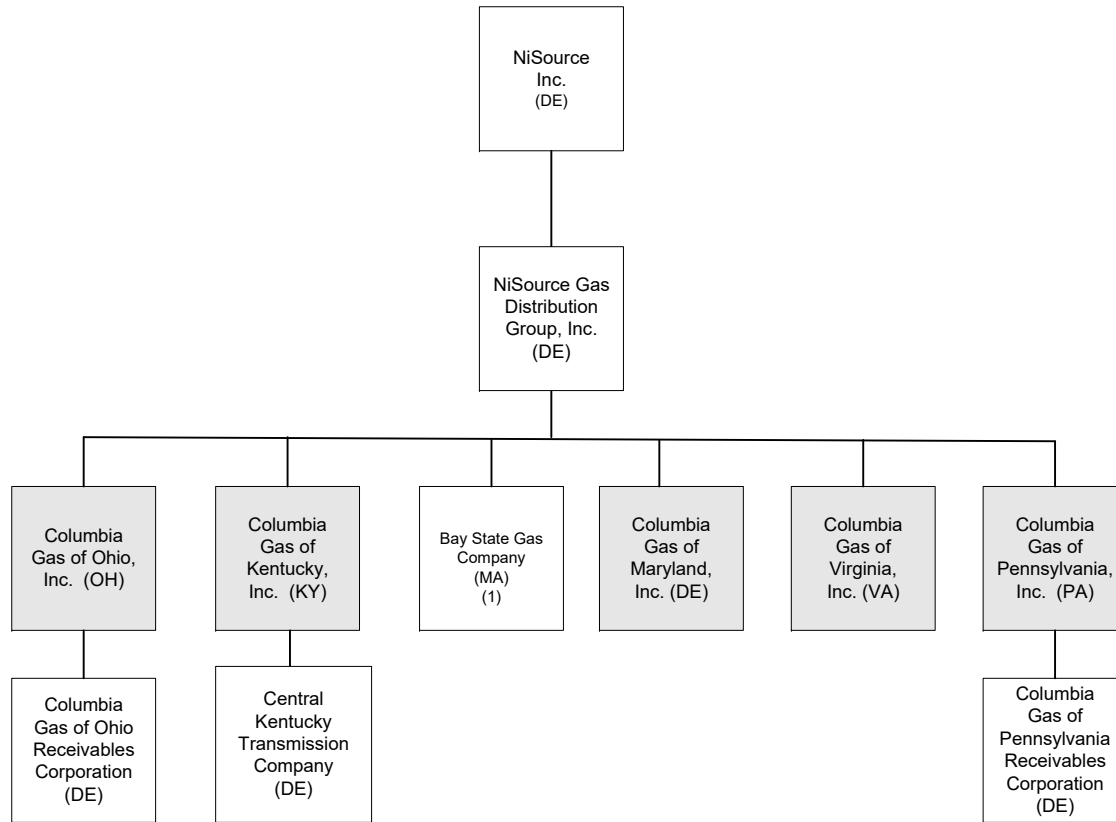 NiSource
Inc.
(DE)
NiSource Gas
Distribution
Group, Inc.
(DE)
Columbia
Gas of Ohio,
Inc. (OH)
Columbia
Gas of
Kentucky,
Inc. (KY)
Bay State Gas
Company
(MA)
(1)
Columbia
Gas of
Maryland,
Inc. (DE)
Columbia
Gas of
Virginia,
Inc. (VA)
Columbia
Gas of
Pennsylvania,
Inc. (PA)
Columbia
Gas of Ohio
Receivables
Corporation
(DE)
Central
Kentucky
Transmission
Company
(DE)
Columbia
Gas of
Pennsylvania
Receivables
Corporation
(DE)